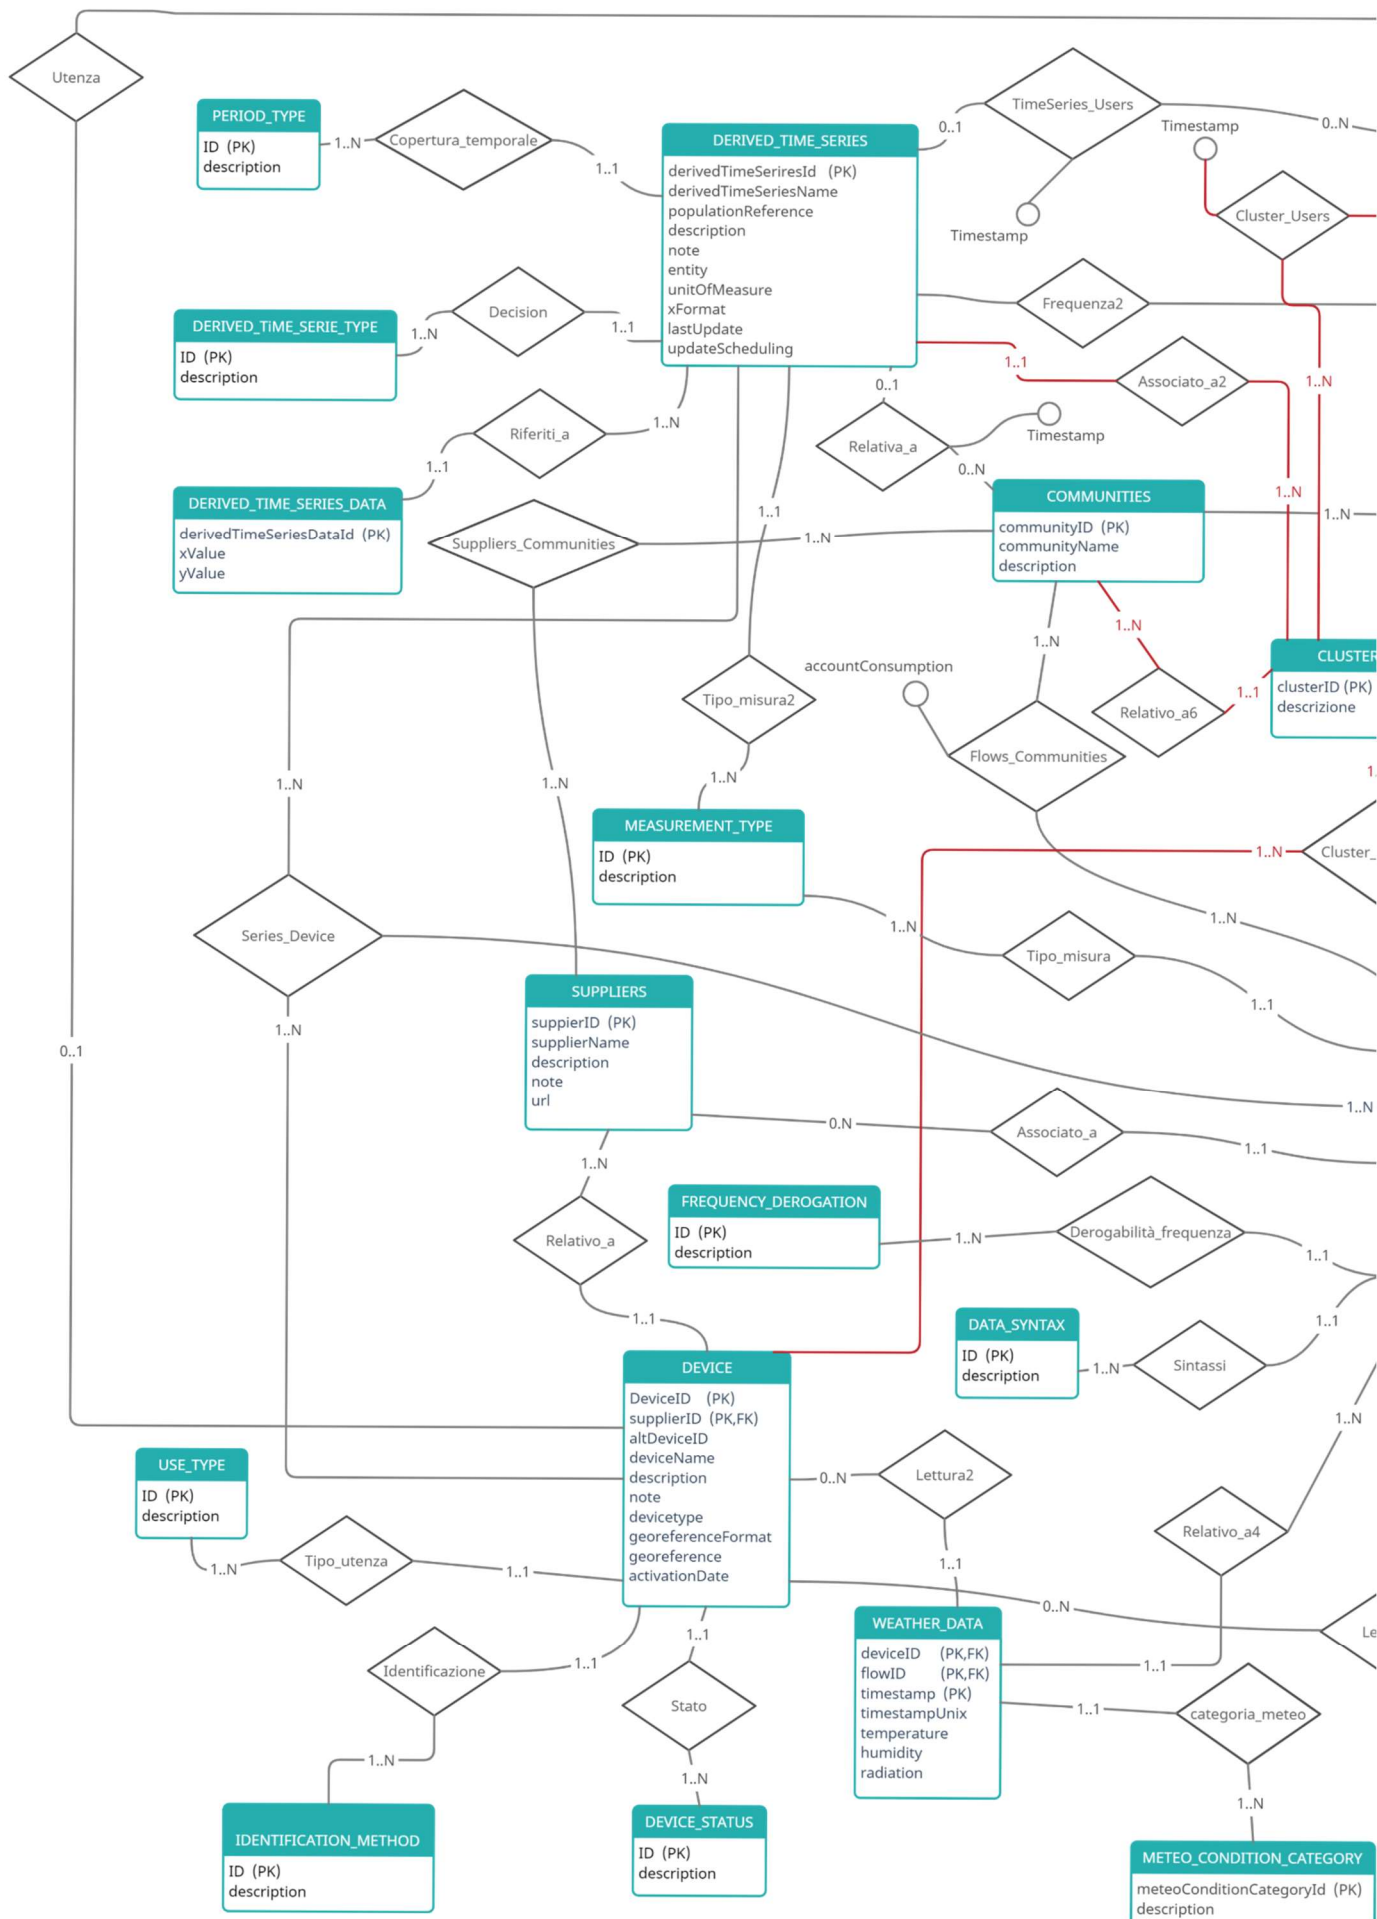 Utenza
PERIOD_TYPE
ID (PK)
description
1..N
Copertura_temporale
1..1
DERIVED_TIME_SERIES
derivedTimeSeriresId (PK)
derivedTimeSeriesName
populationReference
description
note
entity
unitOfMeasure
xFormat
lastUpdate
updateScheduling
0..1
TimeSeries_Users
0..N
Timestamp
Timestamp
Cluster_Users
1..N
Frequenza2
1..1
Associato_a2
1..N
DERIVED_TiME_SERIE_TYPE
ID (PK)
description
1..N
Decision
1..1
Riferiti_a
1..N
1..1
DERIVED_TIME_SERIES_DATA
derivedTimeSeriesDataId (PK)
xValue
yValue
0..1
Relativa_a
Timestamp
0..N
COMMUNITIES
communityID (PK)
communityName
description
1..N
Suppliers_Communities
1..N
1..N
1..1
Tipo_misura2
1..N
accountConsumption
1..N
Flows_Communities
1..N
1..N
Relativo_a6
1..1
CLUSTER
clusterID (PK)
descrizione
1.
Cluster_
1..N
MEASUREMENT_TYPE
ID (PK)
description
1..N
Tipo_misura
1..1
1..N
Series_Device
1..N
1..N
0..1
SUPPLIERS
suppierID (PK)
supplierName
description
note
url
0.N
Associato_a
1..1
1..N
Relativo_a
1..1
FREQUENCY_DEROGATION
ID (PK)
description
1..N
Derogabilità_frequenza
1..1
DATA_SYNTAX
ID (PK)
description
1..N
Sintassi
1..1
DEVICE
DeviceID (PK)
supplierID (PK,FK)
altDeviceID
deviceName
description
note
devicetype
georeferenceFormat
georeference
activationDate
USE_TYPE
ID (PK)
description
1..N
Tipo_utenza
1..1
0..N
Lettura2
1..1
1..N
Relativo_a4
1..1
0..N
Le
WEATHER_DATA
deviceID (PK,FK)
flowID (PK,FK)
timestamp (PK)
timestampUnix
temperature
humidity
radiation
1..1
categoria_meteo
1..N
METEO_CONDITION_CATEGORY
meteoConditionCategoryId (PK)
description
Identificazione
1..1
1..N
IDENTIFICATION_METHOD
ID (PK)
description
1..1
Stato
1..N
DEVICE_STATUS
ID (PK)
description